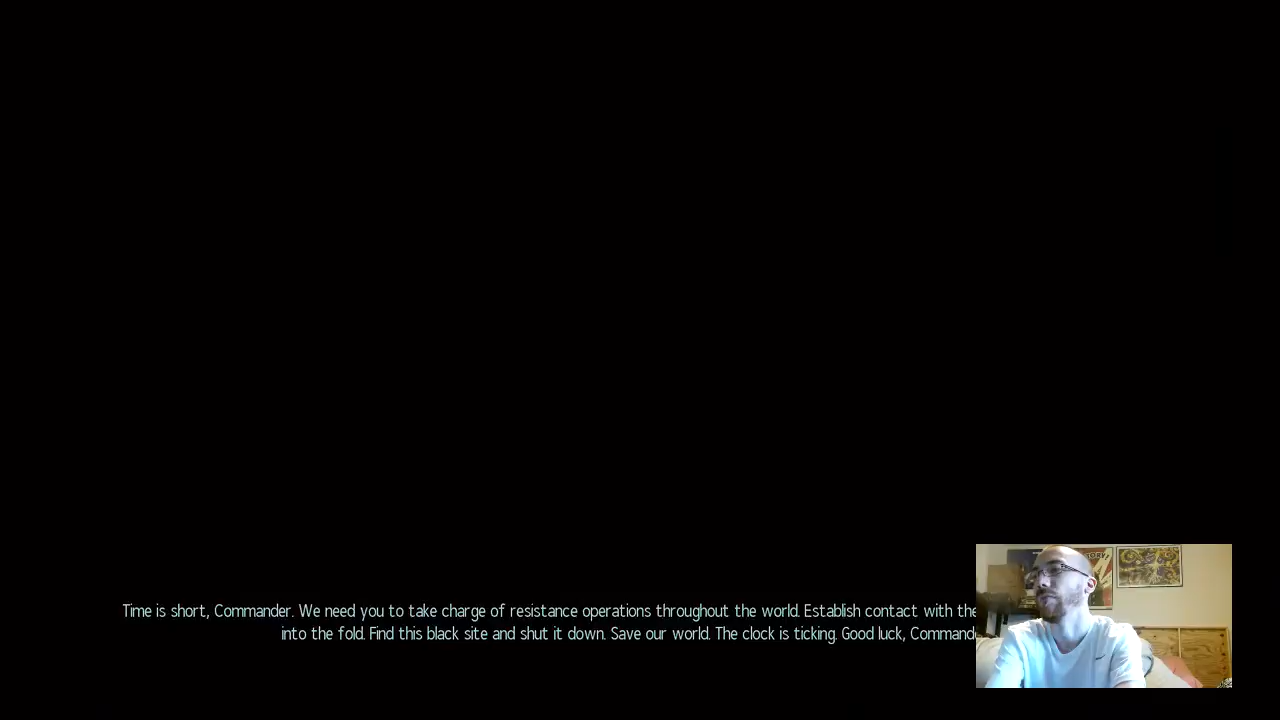 Time is short, Commander. We need you to take charge of resistance operations throughout the world. Establish contact with the
into the fold. Find this black site and shut it down. Save our world. The clock is ticking. Good luck, Command